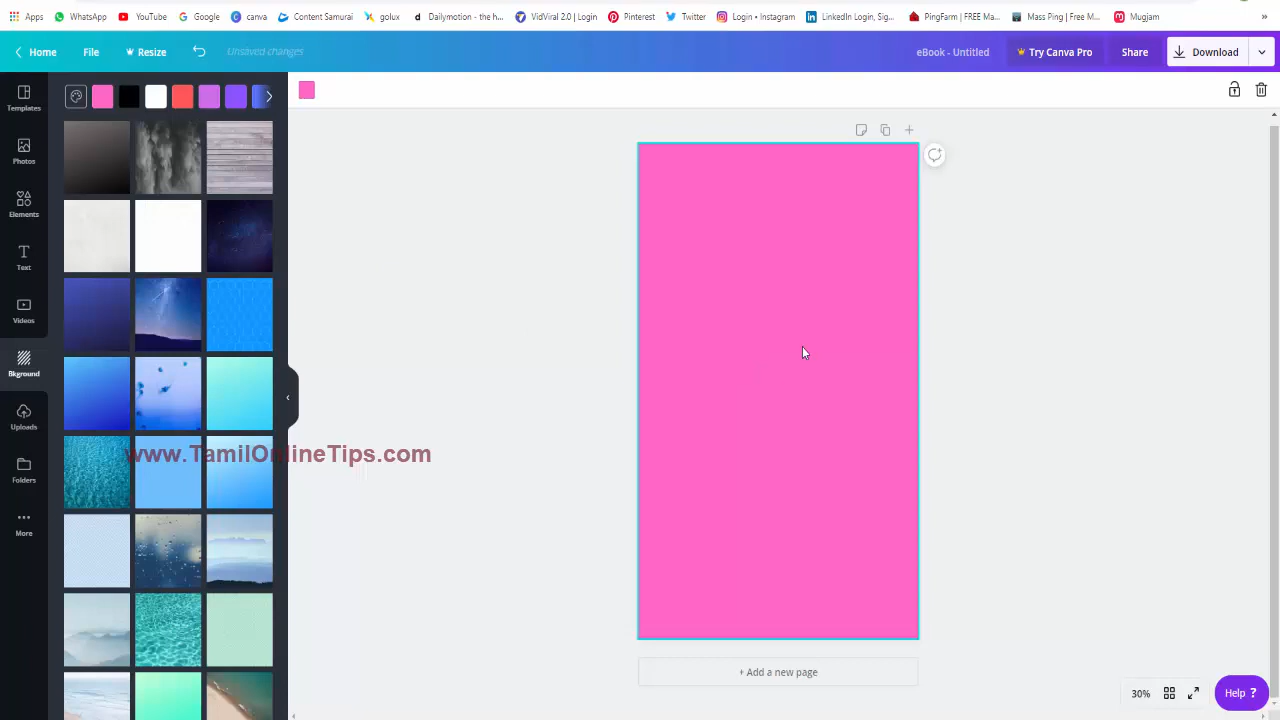 Apps WhatsApp YouTube Google canva Content Samurai golux Dailymotion - the h... VidViral 2.0 | Login Pinterest Twitter Login • Instagram LinkedIn Login, Sig... PingFarm | FREE Ma... Mass Ping | Free M... Mugjam »
Home File Resize Unsaved changes eBook - Untitled Try Canva Pro Share Download
Templates
Photos
Elements
Text
Videos
Bkground
Uploads
www.TamilOnlineTips.com
Folders
More
+ Add a new page
30% Help ?